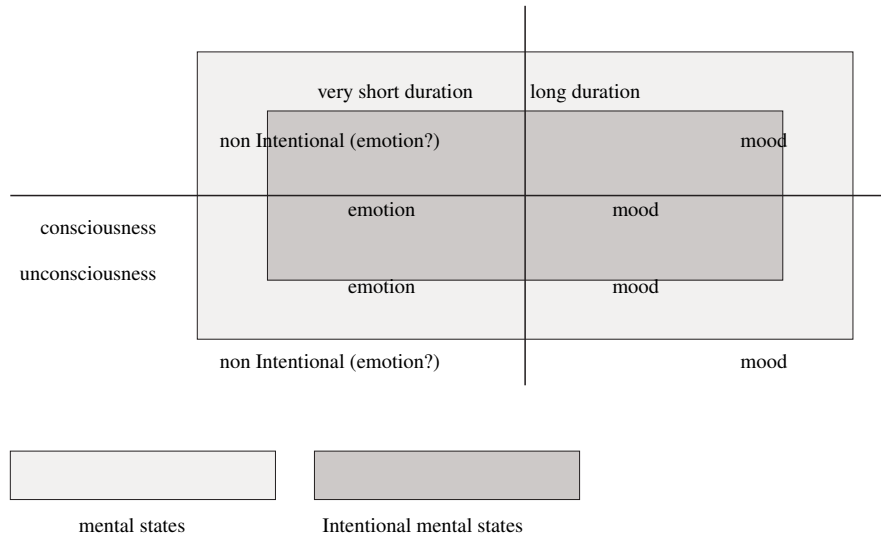 very short duration long duration
non Intentional (emotion?) mood
emotion mood
consciousness
unconsciousness
emotion mood
non Intentional (emotion?) mood
mental states Intentional mental states